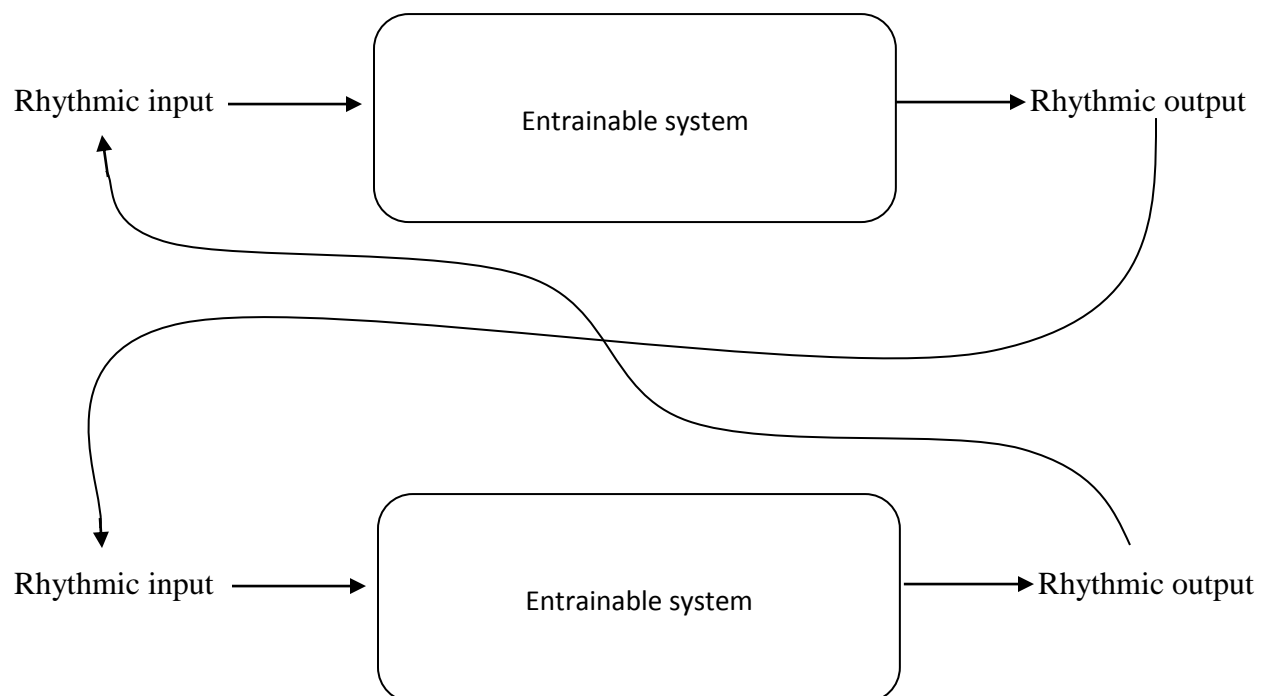 Rhythmic input
Entrainable system
Rhythmic output
Rhythmic input
Entrainable system
Rhythmic output